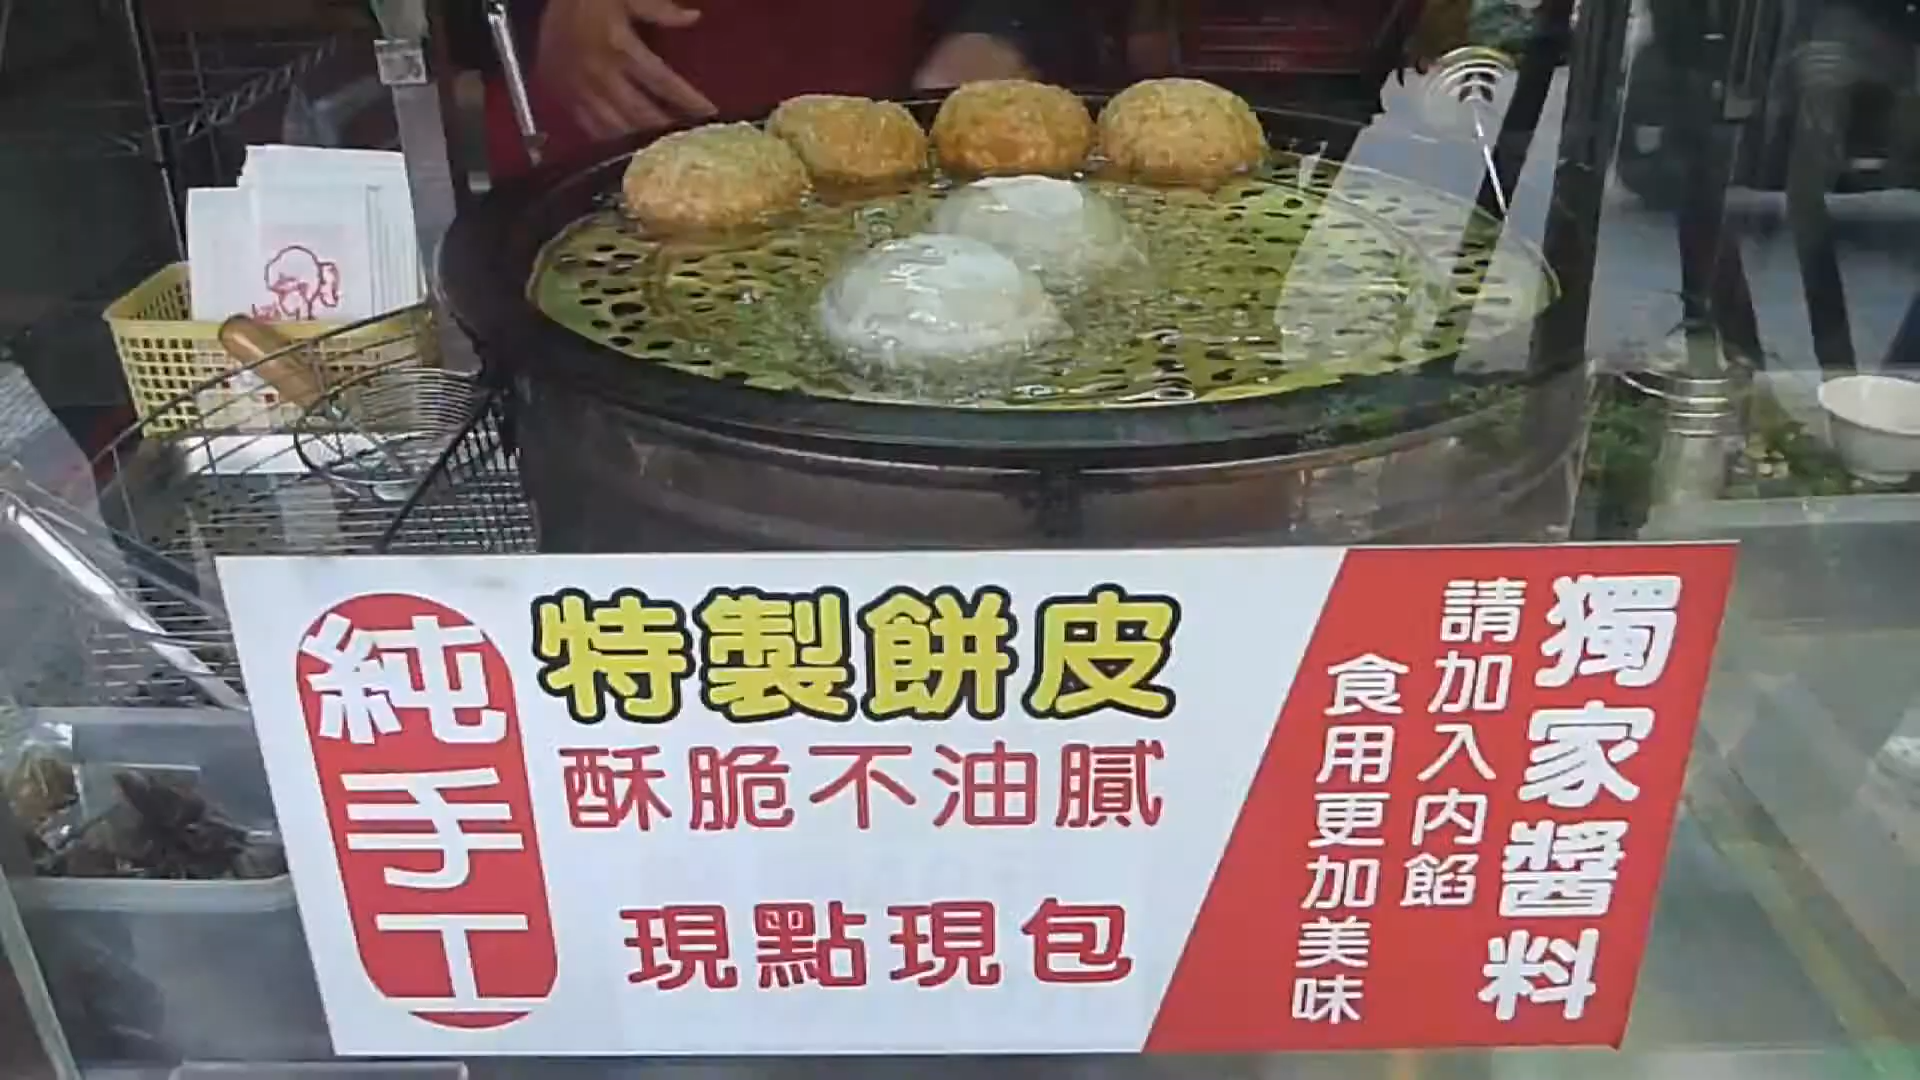 純手工
特製餅皮
酥脆不油膩
現點現包
獨家醬料
請加入內餡
食用更加美味